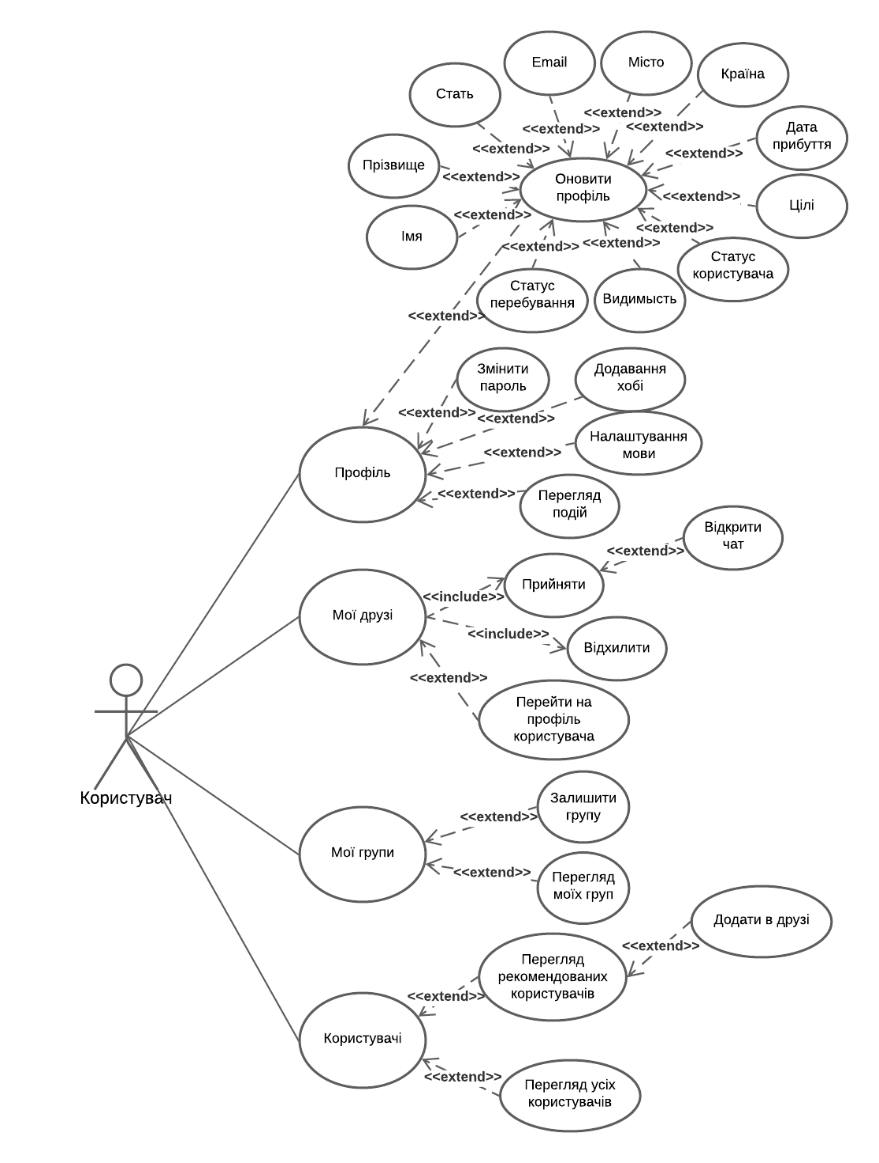 Email
Місто
Країна
Стать
<<extend>>
<<extend>>
<<extend>>
Дата
прибуття
<<extend>>
<<extend>>
Прізвище
<<extend>>
Оновити
профіль
<<extend>>
Цілі
<<extend>>
Імя
<<extend>>
<<extend>>
<<extend>>
Статус
користувача
Статус
перебування
Видимысть
<<extend>>
Змінити
пароль
Додавання
хобі
<<extend>>
<<extend>>
Налаштування
мови
<<extend>>
Профіль
<<extend>>
Перегляд
подій
Відкрити
чат
<<extend>>
Прийняти
<<include>>
Мої друзі
<<include>>
Відхилити
<<extend>>
Перейти на
профіль
користувача
Користувач
Залишити
групу
<<extend>>
Мої групи
<<extend>>
Перегляд
моїх груп
Додати в друзі
<<extend>>
Перегляд
рекомендованих
користувачів
<<extend>>
Користувачі
<<extend>>
Перегляд усіх
користувачів